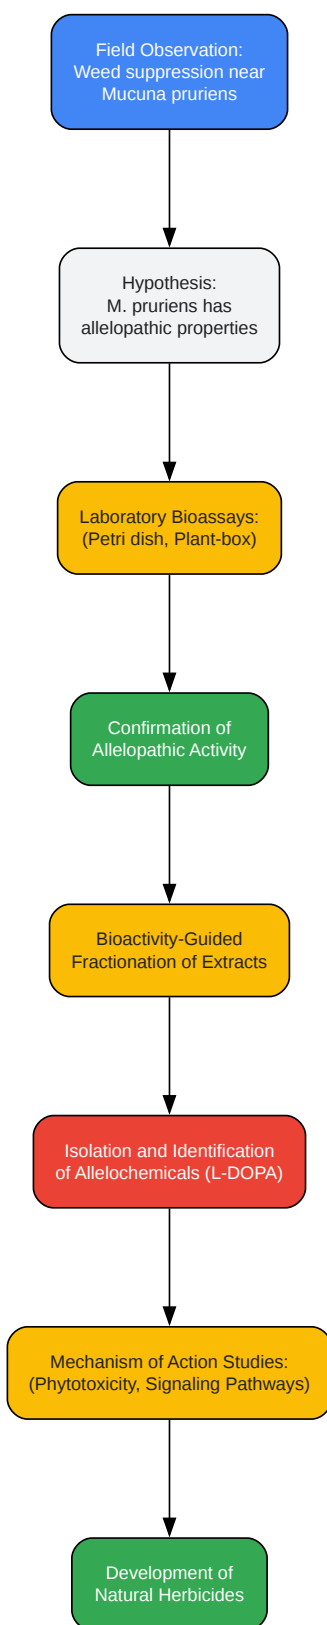 Field Observation:
Weed suppression near
Mucuna pruriens
Hypothesis:
M. pruriens has
allelopathic properties
Laboratory Bioassays:
(Petri dish, Plant-box)
Confirmation of
Allelopathic Activity
Bioactivity-Guided
Fractionation of Extracts
Isolation and Identification
of Allelochemicals (L-DOPA)
Mechanism of Action Studies:
(Phytotoxicity, Signaling Pathways)
Development of
Natural Herbicides